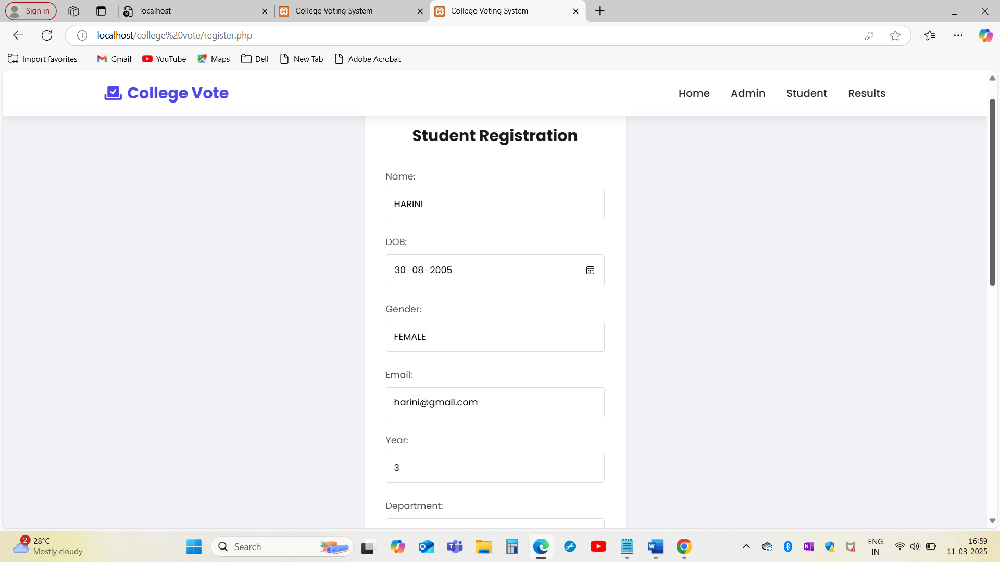 Sign in
localhost
College Voting System
College Voting System
localhost/college%20vote/register.php
Import favorites
Gmail
YouTube
Maps
Dell
New Tab
Adobe Acrobat
College Vote
Home
Admin
Student
Results
Student Registration
Name:
HARINI
DOB:
30-08-2005
Gender:
FEMALE
Email:
harini@gmail.com
Year:
3
Department:
2
28°C
Mostly cloudy
Search
ENG
IN
16:59
11-03-2025